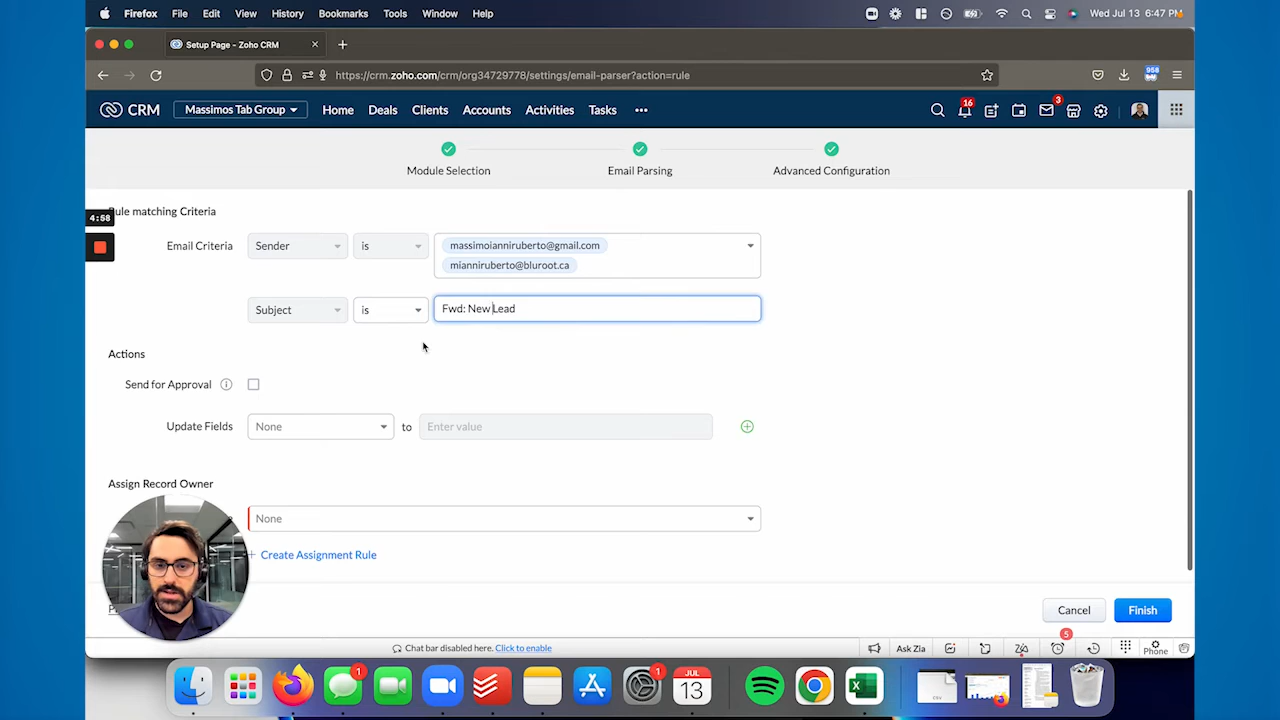 Firefox File Edit View History Bookmarks Tools Window Help Wed Jul 13 6:47 PM
Setup Page - Zoho CRM
https://crm.zoho.com/crm/org34729778/settings/email-parser?action=rule
958
CRM Massimos Tab Group Home Deals Clients Accounts Activities Tasks 16 3
Module Selection Email Parsing Advanced Configuration
Rule matching Criteria
4:58
Email Criteria Sender is massimoianniruberto@gmail.com
mianniruberto@bluroot.ca
Subject is Fwd: New Lead
Actions
Send for Approval
Update Fields None to Enter value
Assign Record Owner
None
+ Create Assignment Rule
Cancel Finish
5
Chat bar disabled here. Click to enable Ask Zia Phone
1 1
JUL
13